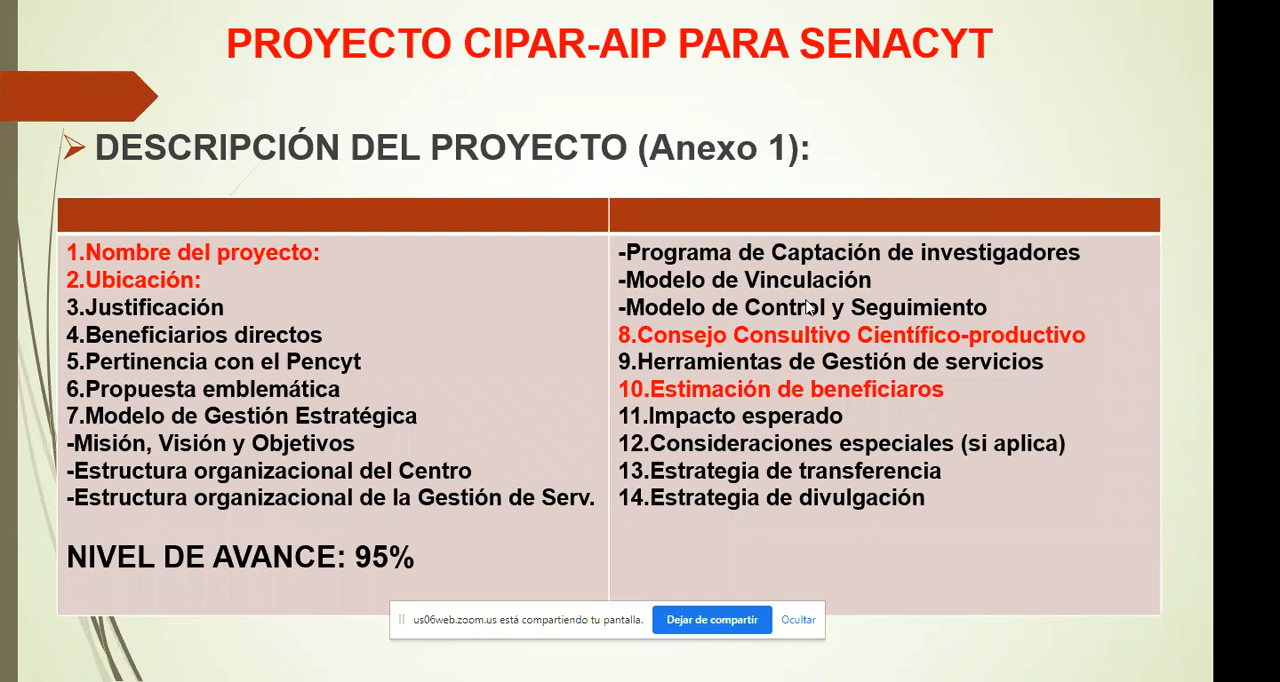 PROYECTO CIPAR-AIP PARA SENACYT
DESCRIPCIÓN DEL PROYECTO (Anexo 1):
1.Nombre del proyecto:
2.Ubicación:
3.Justificación
4.Beneficiarios directos
5.Pertinencia con el Pencyt
6.Propuesta emblemática
7.Modelo de Gestión Estratégica
-Misión, Visión y Objetivos
-Estructura organizacional del Centro
-Estructura organizacional de la Gestión de Serv.
NIVEL DE AVANCE: 95%
-Programa de Captación de investigadores
-Modelo de Vinculación
-Modelo de Control y Seguimiento
8.Consejo Consultivo Científico-productivo
9.Herramientas de Gestión de servicios
10.Estimación de beneficiaros
11.Impacto esperado
12.Consideraciones especiales (si aplica)
13.Estrategia de transferencia
14.Estrategia de divulgación
us06web.zoom.us está compartiendo tu pantalla. Dejar de compartir Ocultar